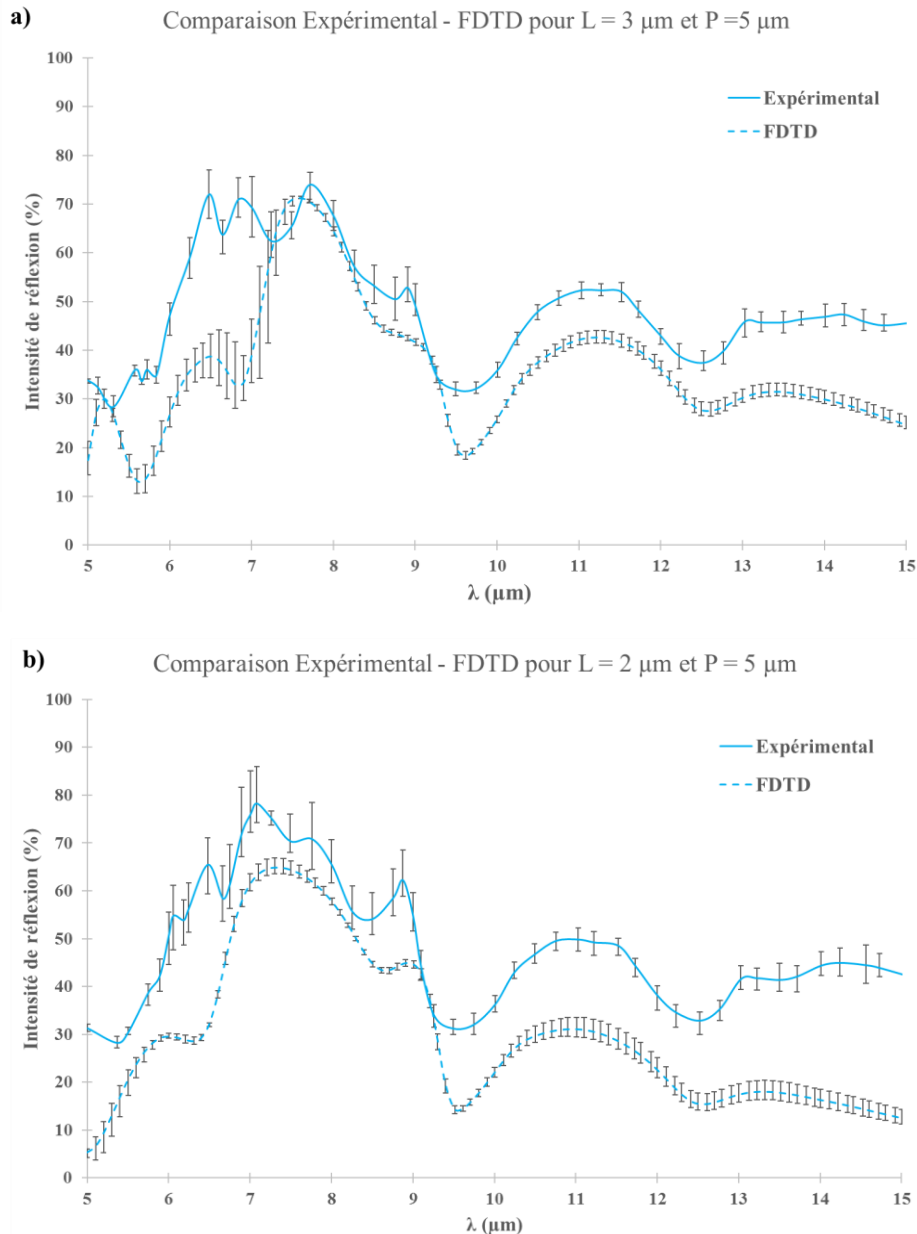 a)
Comparaison Expérimental - FDTD pour L = 3 µm et P =5 µm
100
90
80
70
60
50
40
30
20
10
0
Intensité de réflexion (%)
Expérimental
FDTD
5 6 7 8 9 10 11 12 13 14 15
λ (µm)
b)
Comparaison Expérimental - FDTD pour L = 2 µm et P = 5 µm
100
90
80
70
60
50
40
30
20
10
0
Intensité de réflexion (%)
Expérimental
FDTD
5 6 7 8 9 10 11 12 13 14 15
λ (µm)